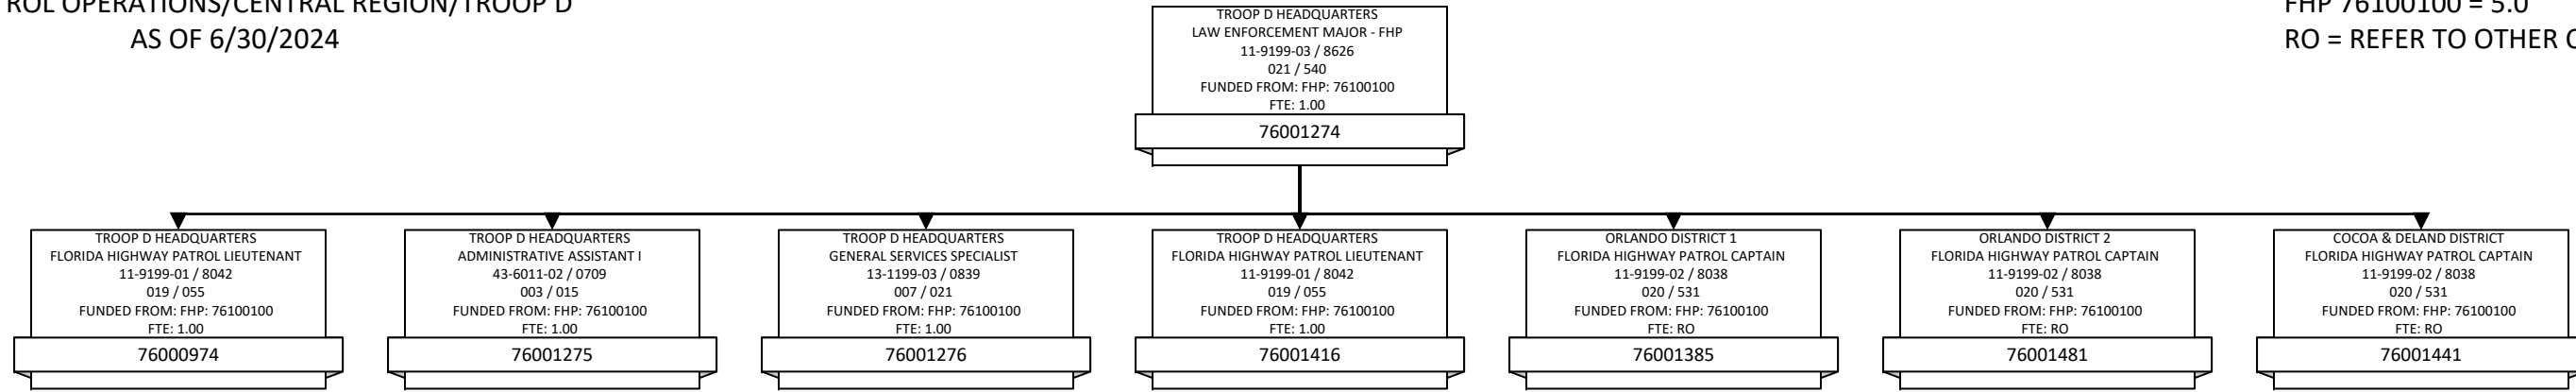 ROL OPERATIONS/CENTRAL REGION/TROOP D
AS OF 6/30/2024
FHP 76100100 = 5.0
RO = REFER TO OTHER
TROOP D HEADQUARTERS
LAW ENFORCEMENT MAJOR - FHP
11-9199-03 / 8626
021 / 540
FUNDED FROM: FHP: 76100100
FTE: 1.00
76001274
TROOP D HEADQUARTERS
FLORIDA HIGHWAY PATROL LIEUTENANT
11-9199-01 / 8042
019 / 055
FUNDED FROM: FHP: 76100100
FTE: 1.00
76000974
TROOP D HEADQUARTERS
ADMINISTRATIVE ASSISTANT I
43-6011-02 / 0709
003 / 015
FUNDED FROM: FHP: 76100100
FTE: 1.00
76001275
TROOP D HEADQUARTERS
GENERAL SERVICES SPECIALIST
13-1199-03 / 0839
007 / 021
FUNDED FROM: FHP: 76100100
FTE: 1.00
76001276
TROOP D HEADQUARTERS
FLORIDA HIGHWAY PATROL LIEUTENANT
11-9199-01 / 8042
019 / 055
FUNDED FROM: FHP: 76100100
FTE: 1.00
76001416
ORLANDO DISTRICT 1
FLORIDA HIGHWAY PATROL CAPTAIN
11-9199-02 / 8038
020 / 531
FUNDED FROM: FHP: 76100100
FTE: RO
76001385
ORLANDO DISTRICT 2
FLORIDA HIGHWAY PATROL CAPTAIN
11-9199-02 / 8038
020 / 531
FUNDED FROM: FHP: 76100100
FTE: RO
76001481
COCOA & DELAND DISTRICT
FLORIDA HIGHWAY PATROL CAPTAIN
11-9199-02 / 8038
020 / 531
FUNDED FROM: FHP: 76100100
FTE: RO
76001441